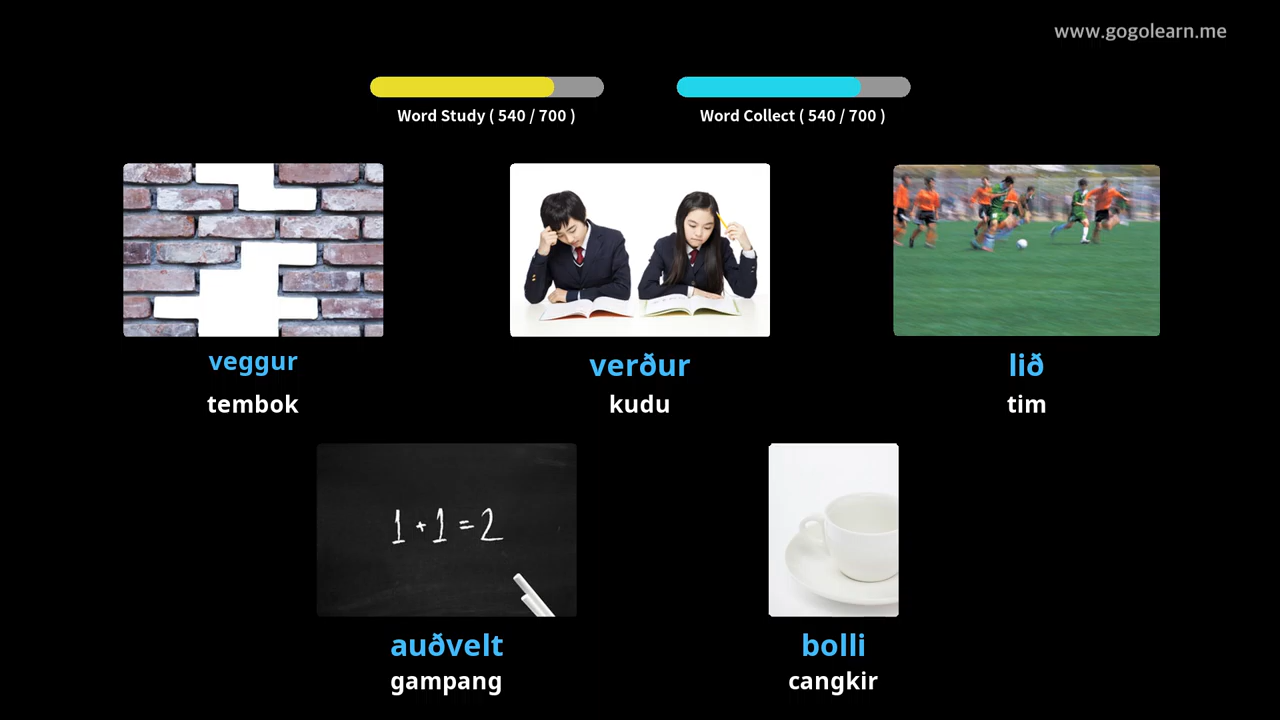 www.gogolearn.me
Word Study ( 540 / 700 )
Word Collect ( 540 / 700 )
veggur
verður
lið
tembok
kudu
tim
1 + 1 = 2
auðvelt
bolli
gampang
cangkir